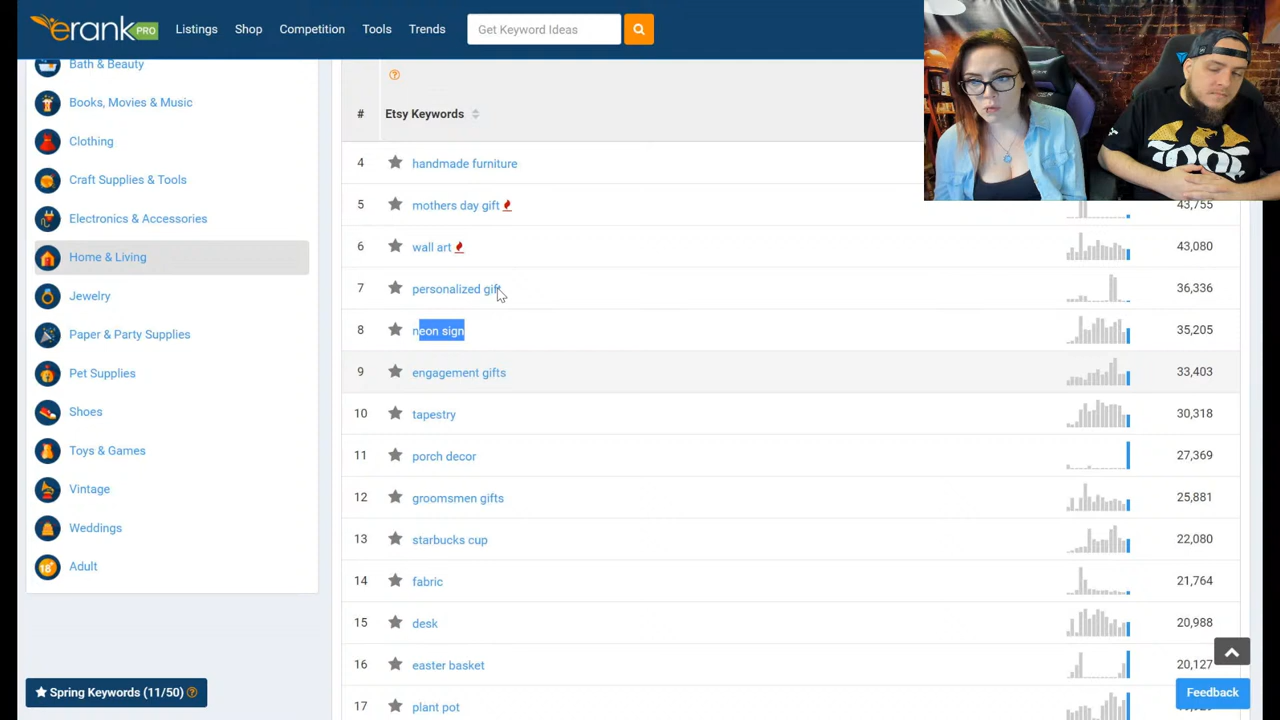 erank PRO
Listings
Shop
Competition
Tools
Trends
Get Keyword Ideas
Bath & Beauty
Books, Movies & Music
Clothing
Craft Supplies & Tools
Electronics & Accessories
Home & Living
Jewelry
Paper & Party Supplies
Pet Supplies
Shoes
Toys & Games
Vintage
Weddings
18+
Adult
Spring Keywords (11/50) ?
?
# Etsy Keywords
4 handmade furniture
5 mothers day gift 43,755
6 wall art 43,080
7 personalized gift 36,336
8 neon sign 35,205
9 engagement gifts 33,403
10 tapestry 30,318
11 porch decor 27,369
12 groomsmen gifts 25,881
13 starbucks cup 22,080
14 fabric 21,764
15 desk 20,988
16 easter basket 20,127
17 plant pot
Feedback
TOOL